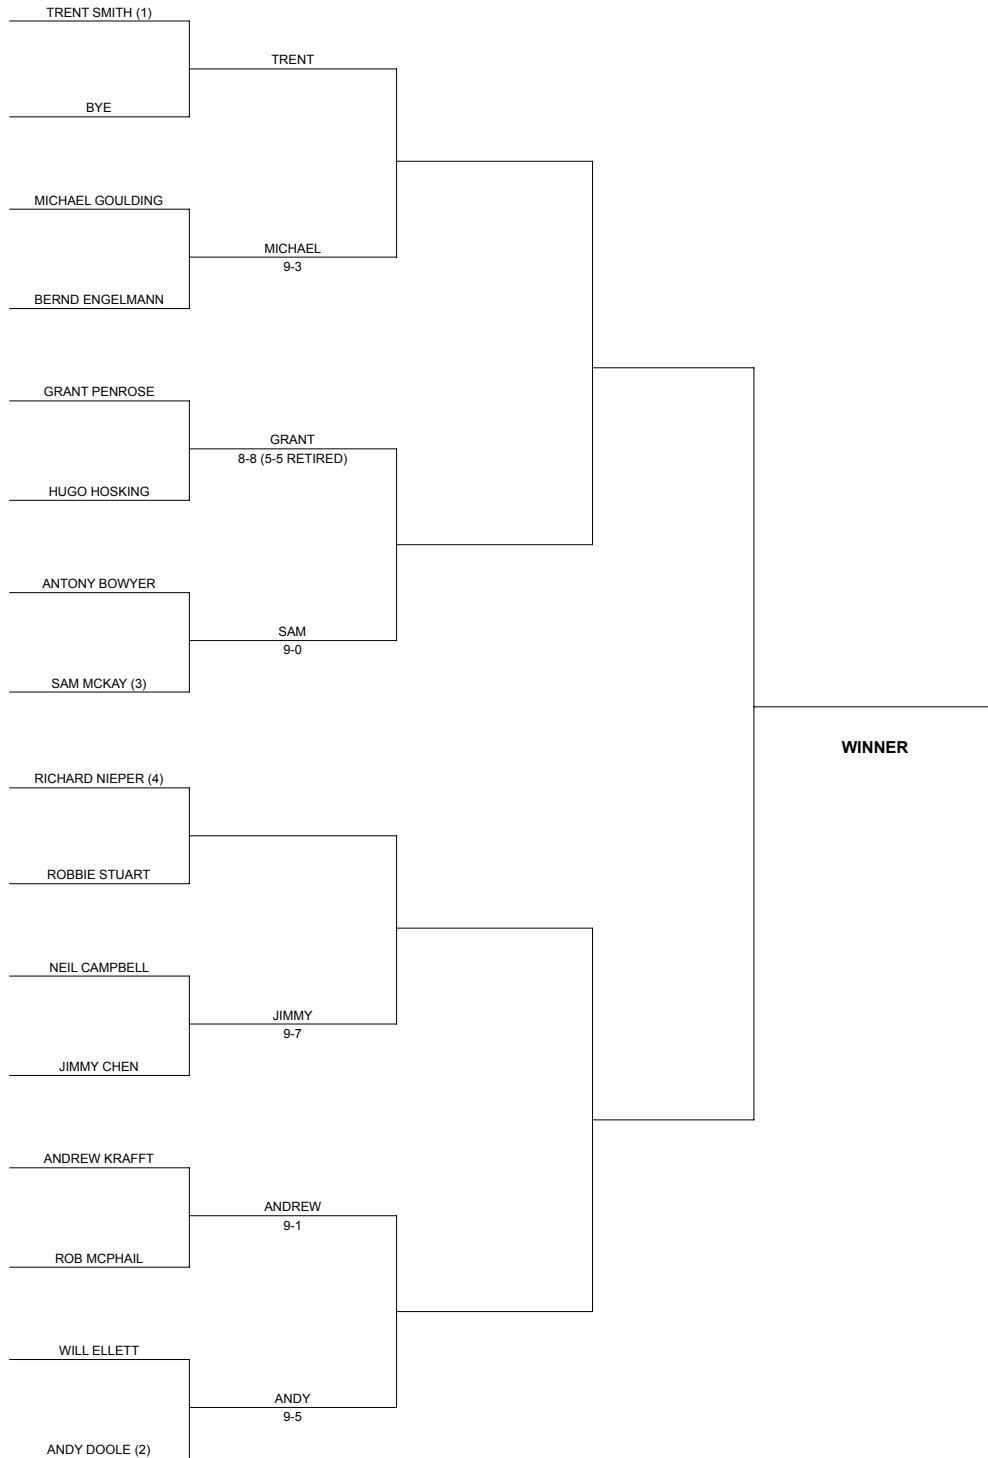 TRENT SMITH (1)
TRENT
BYE
MICHAEL GOULDING
MICHAEL
9-3
BERND ENGELMANN
GRANT PENROSE
GRANT
8-8 (5-5 RETIRED)
HUGO HOSKING
ANTONY BOWYER
SAM
9-0
SAM MCKAY (3)
WINNER
RICHARD NIEPER (4)
ROBBIE STUART
NEIL CAMPBELL
JIMMY
9-7
JIMMY CHEN
ANDREW KRAFFT
ANDREW
9-1
ROB MCPHAIL
WILL ELLETT
ANDY
9-5
ANDY DOOLE (2)